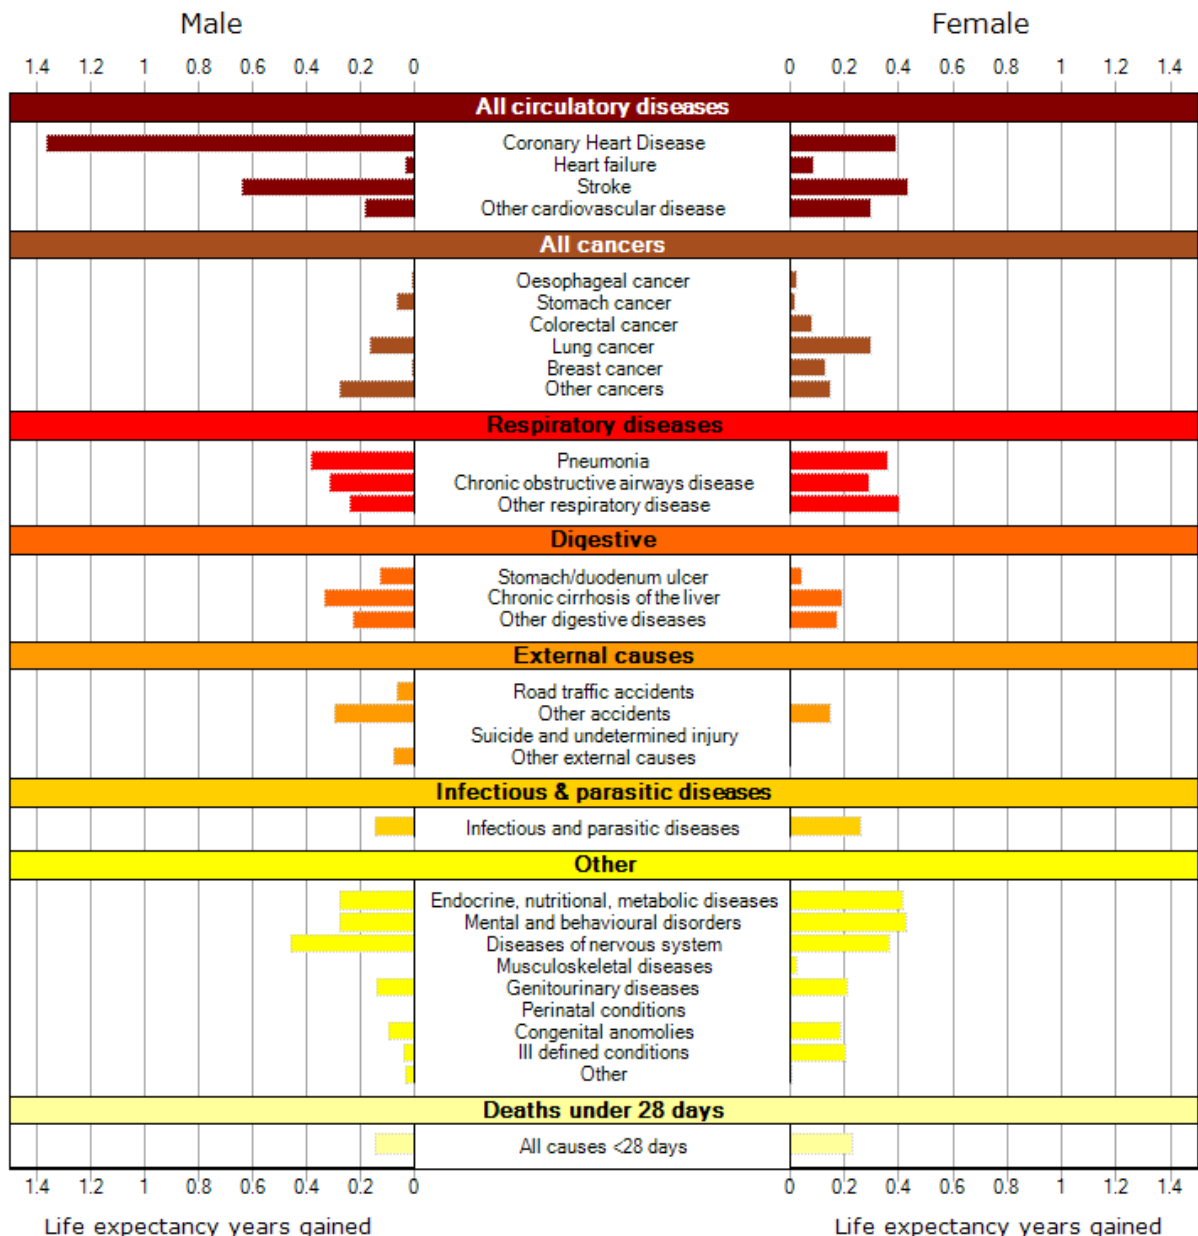 Male Female
1.4 1.2 1 0.8 0.6 0.4 0.2 0 0 0.2 0.4 1 1.2 1.4
All circulatory diseases
Coronary Heart Disease
Heart failure
Stroke
Other cardiovascular disease
All cancers
Oesophageal cancer
Stomach cancer
Colorectal cancer
Lung cancer
Breast cancer
Other cancers
Respiratory diseases
Pneumonia
Chronic obstructive airways disease
Other respiratory disease
Digestive
Stomach/duodenum ulcer
Chronic cirrhosis of the liver
Other digestive diseases
External causes
Road traffic accidents
Other accidents
Suicide and undetermined injury
Other external causes
Infectious & parasitic diseases
Infectious and parasitic diseases
Other
Endocrine, nutritional, metabolic diseases
Mental and behavioural disorders
Diseases of nervous system
Musculoskeletal diseases
Genitourinary diseases
Perinatal conditions
Congenital anomolies
Ill defined conditions
Other
Deaths under 28 days
All causes <28 days
1.4 1.2 1 0.8 0.6 0.4 0.2 0 0 0.2 0.4 1 1.2 1.4
Life expectancy years gained Life expectancy years gained